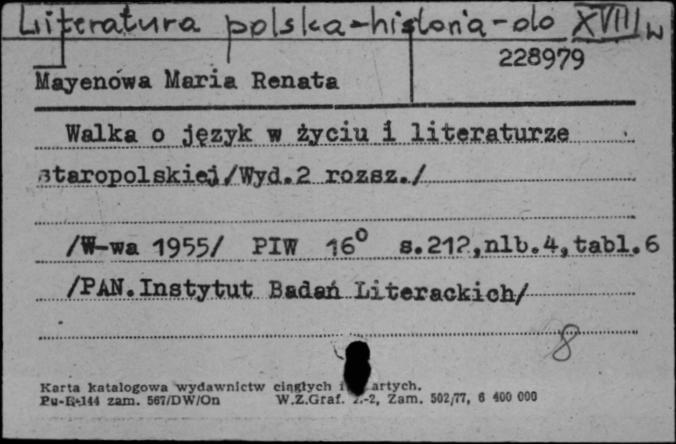 Literatura polska-historia-do XVIII w
228979
Mayenowa Maria Renata
Walka o język w życiu i literaturze
staropolskiej/Wyd.2 rozsz./
/W-wa 1955/ PIW 16° s.212,nlb.4,tabl.6
/PAN.Instytut Badań Literackich/
8
Karta katalogowa wydawnictw ciągłych i artych.
Pu-B-144 zam. 567/DW/On W.Z.Graf. Z.-2, Zam. 502/77, 6 400 000